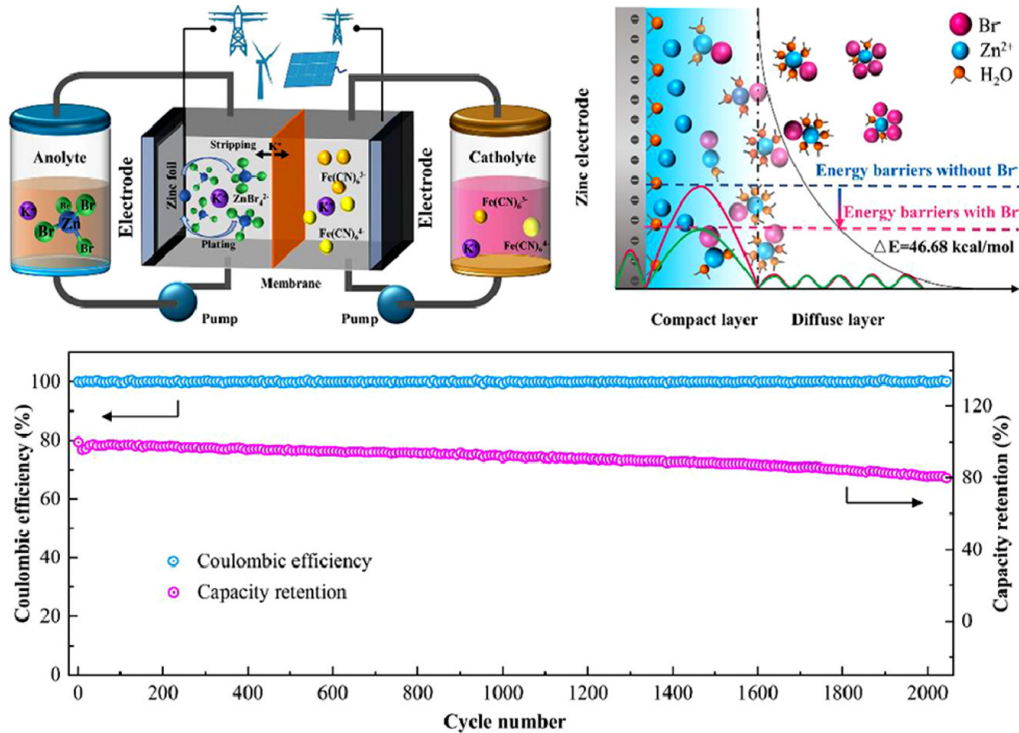 Anolyte
K⁺
Br
Br
Zn
Br
Br
Electrode
Zinc foil
Stripping
K⁺
ZnBr₄²⁻
K⁺
Plating
Fe(CN)₆³⁻
K⁺
Fe(CN)₆⁴⁻
Membrane
Electrode
Catholyte
Fe(CN)₆³⁻
K⁺
Fe(CN)₆⁴⁻
Pump
Pump
Zinc electrode
Br⁻
Zn²⁺
H₂O
Energy barriers without Br⁻
Energy barriers with Br⁻
△E=46.68 kcal/mol
Compact layer
Diffuse layer
Coulombic efficiency (%)
100
80
60
40
20
0
Coulombic efficiency
Capacity retention
120
80
40
0
Capacity retention (%)
0 200 400 600 800 1000 1200 1400 1600 1800 2000
Cycle number